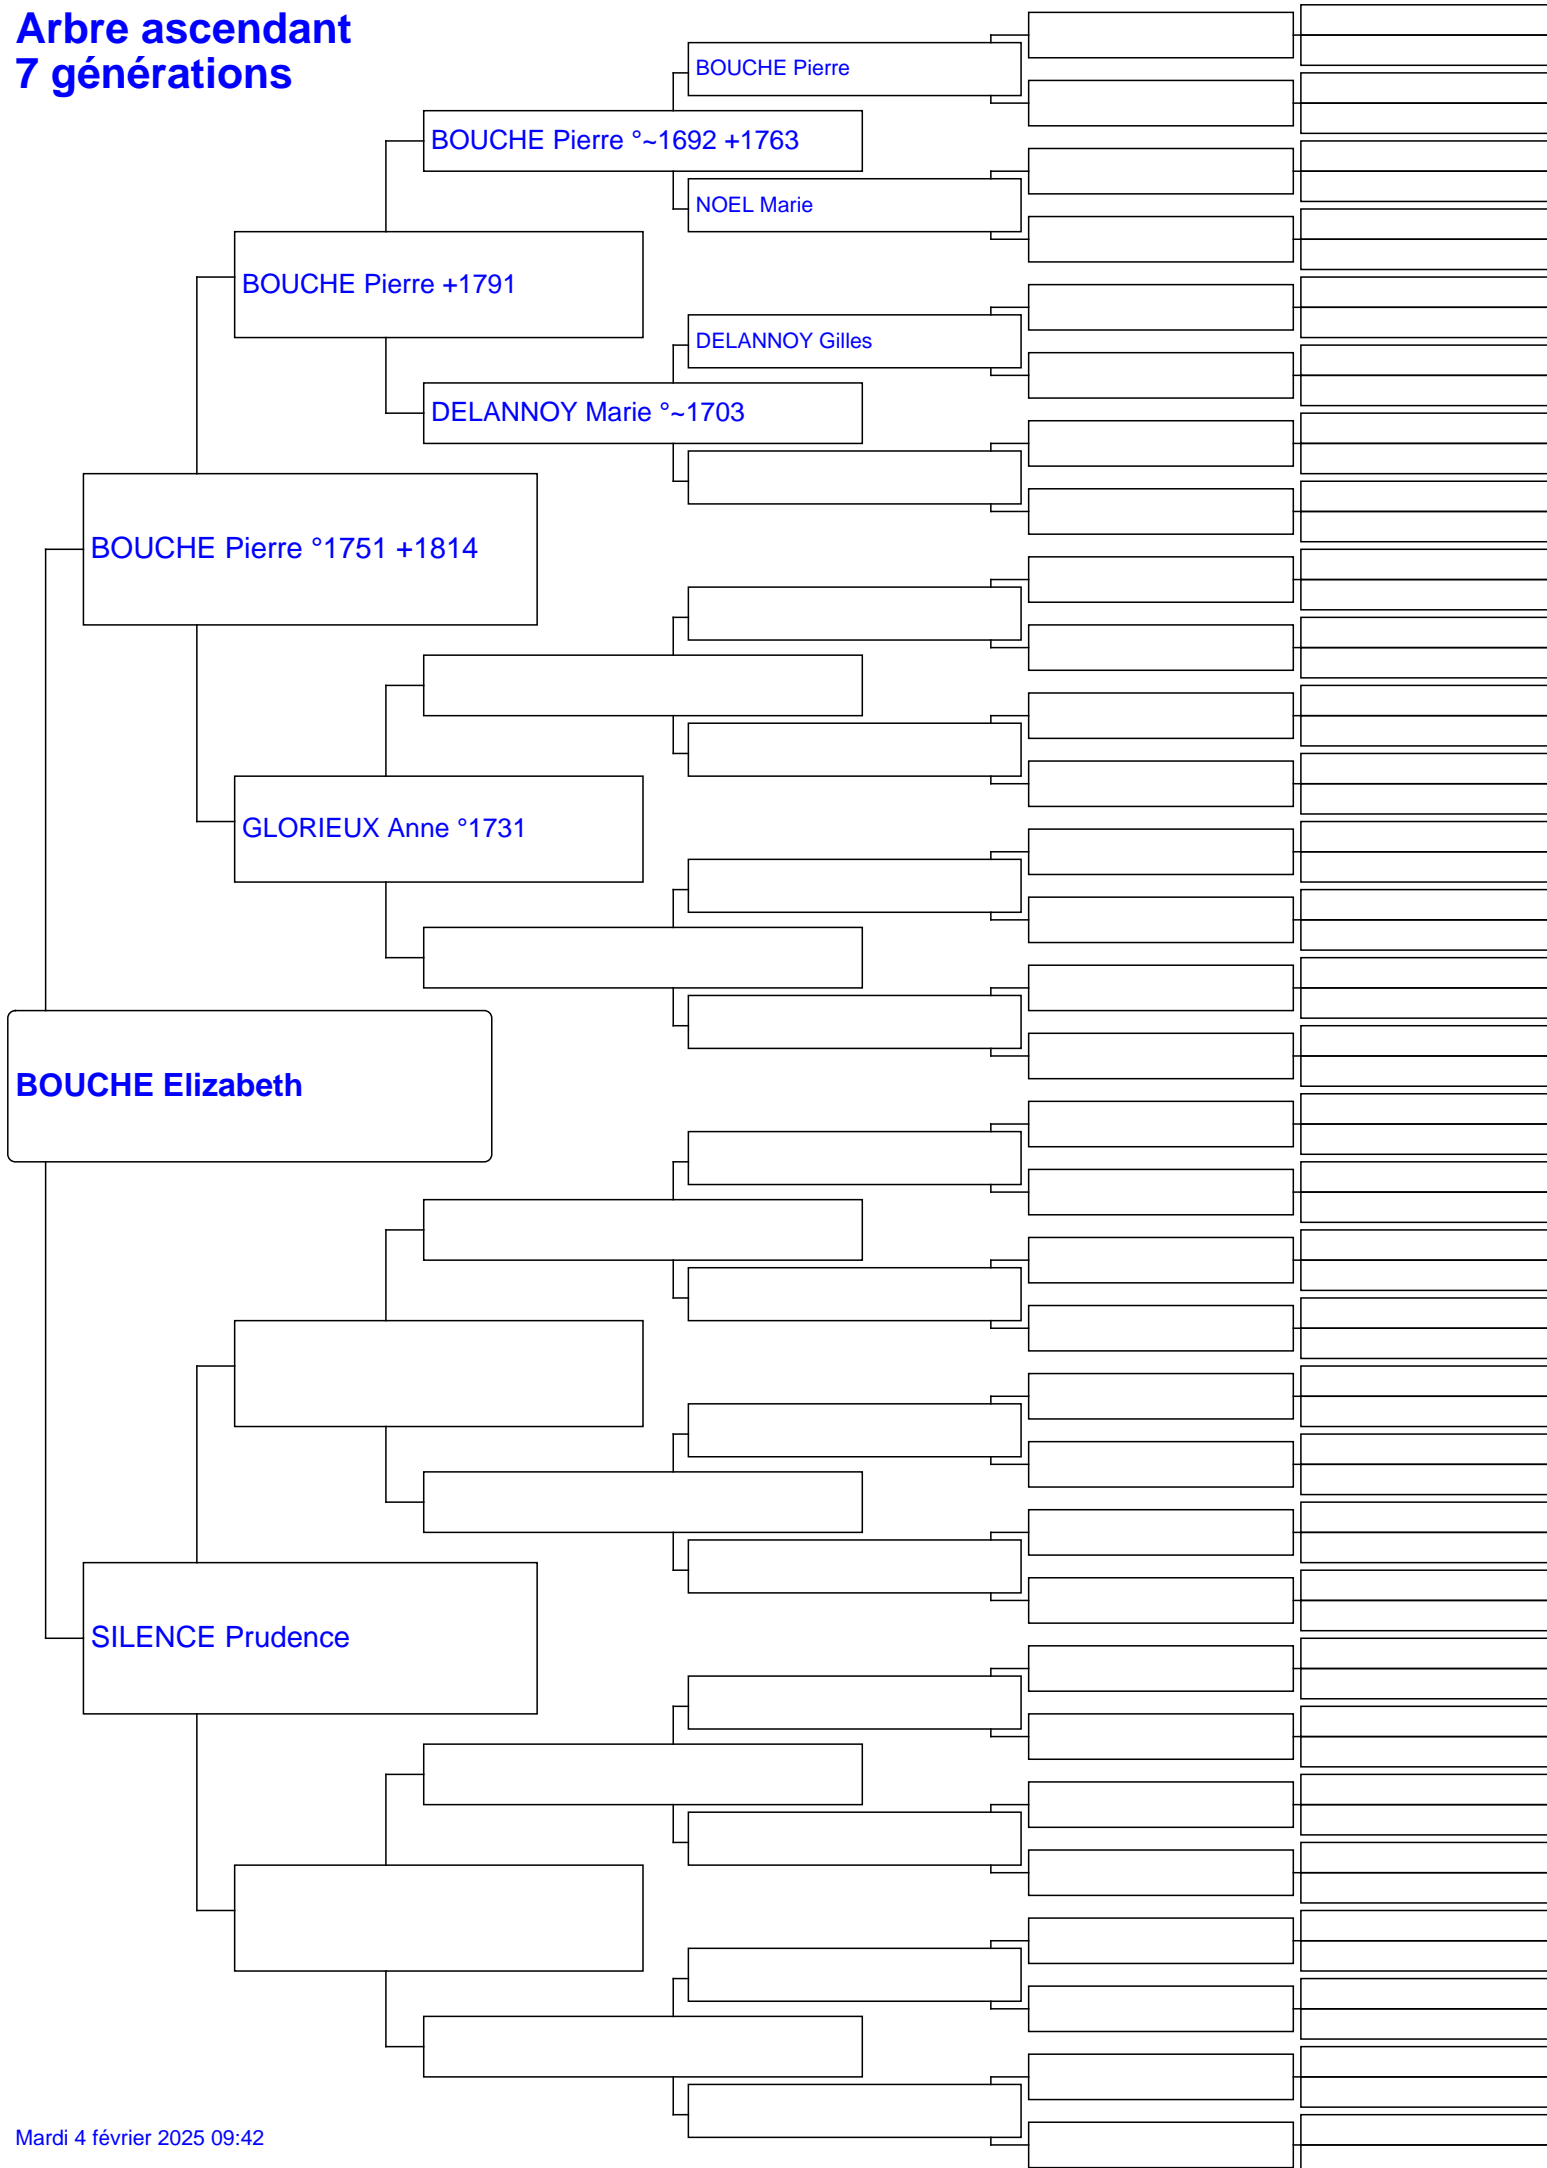 Arbre ascendant
7 générations
BOUCHE Pierre
BOUCHE Pierre °~1692 +1763
NOEL Marie
BOUCHE Pierre +1791
DELANNOY Gilles
DELANNOY Marie °~1703
BOUCHE Pierre °1751 +1814
GLORIEUX Anne °1731
BOUCHE Elizabeth
SILENCE Prudence
Mardi 4 février 2025 09:42